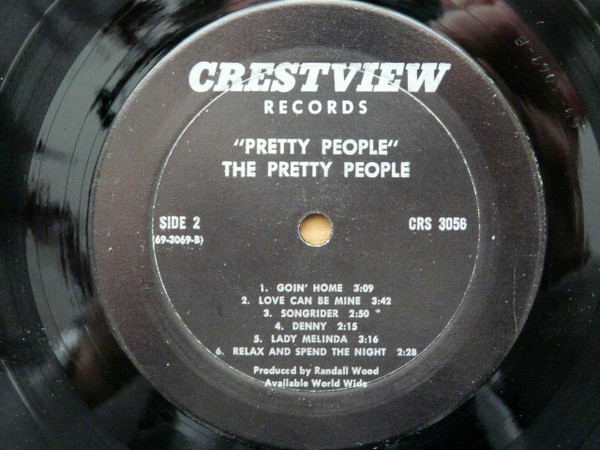 CRESTVIEW
RECORDS
"PRETTY PEOPLE"
THE PRETTY PEOPLE
SIDE 2
CRS 3056
(69-3069-B)
1. GOIN' HOME 3:09
2. LOVE CAN BE MINE 3:42
3. SONGRIDER 2:50
4. DENNY 2:15
5. LADY MELINDA 3:16
6. RELAX AND SPEND THE NIGHT 2:28
Produced by Randall Wood
Available World Wide